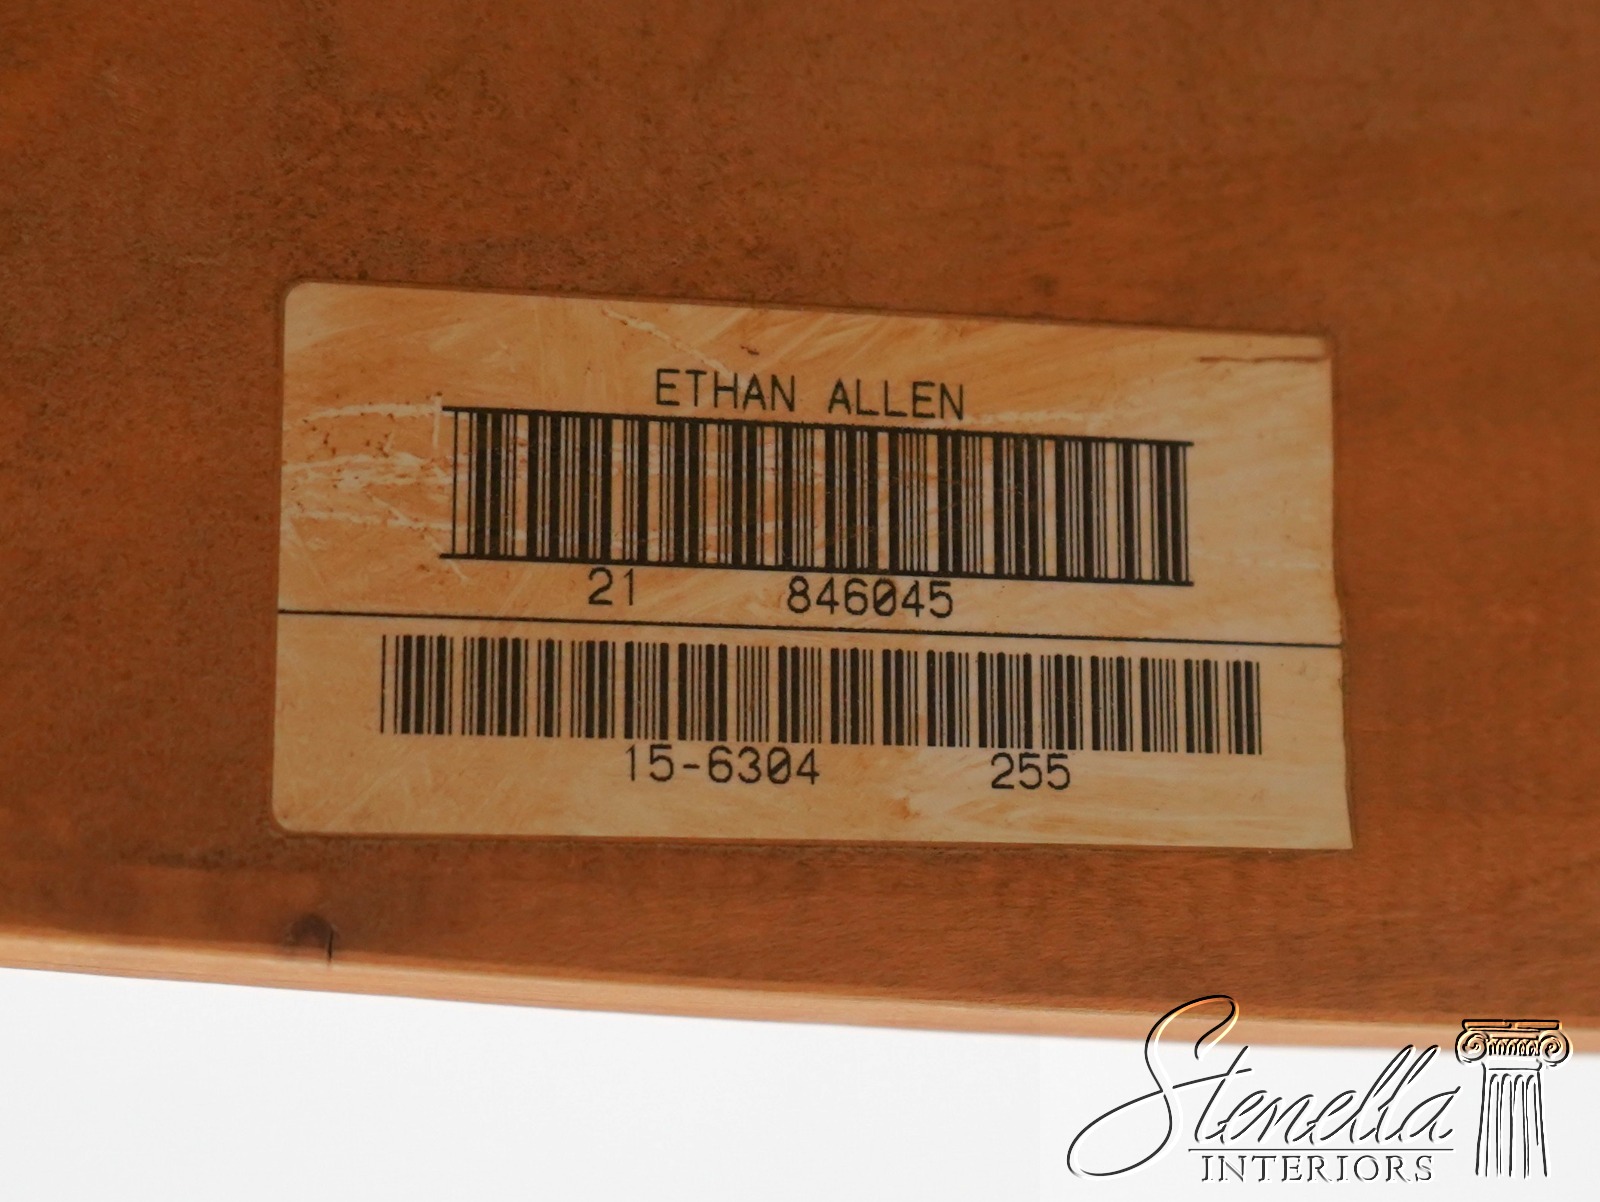 ETHAN ALLEN
21 846045
15-6304 255
Stenella
INTERIORS